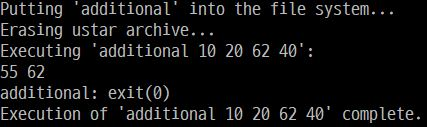 Putting 'additional' into the file system...
Erasing ustar archive...
Executing 'additional 10 20 62 40':
55 62
additional: exit(0)
Execution of 'additional 10 20 62 40' complete.